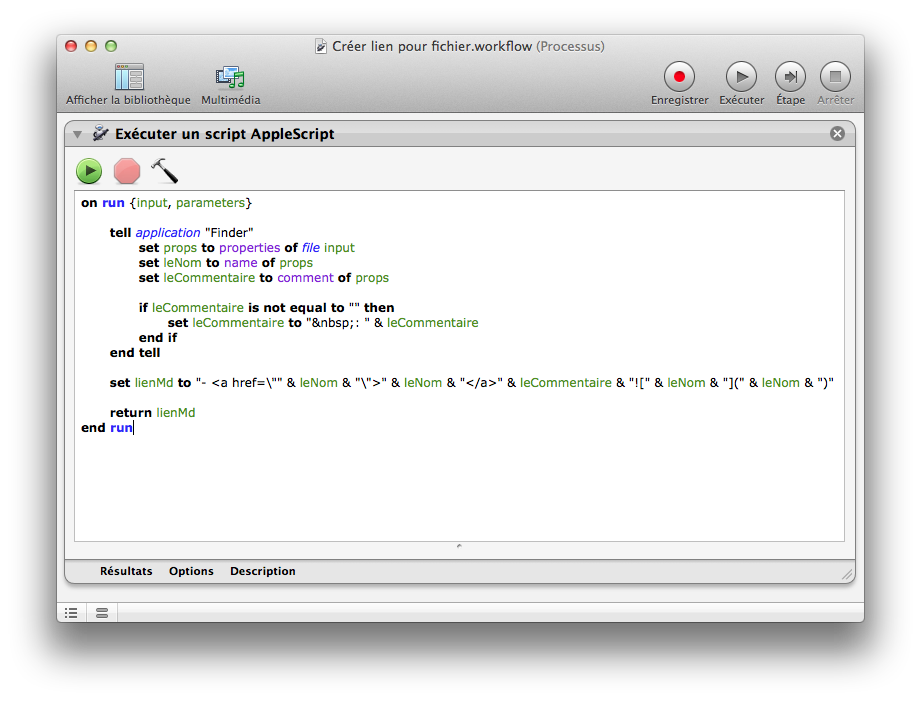 Créer lien pour fichier.workflow (Processus)
Afficher la bibliothèque Multimédia Enregistrer Exécuter Étape Arrêter
Exécuter un script AppleScript
on run {input, parameters}
tell application "Finder"
set props to properties of file input
set leNom to name of props
set leCommentaire to comment of props
if leCommentaire is not equal to "" then
set leCommentaire to "&nbsp;: " & leCommentaire
end if
end tell
set lienMd to "- <a href=\"" & leNom & "\">" & leNom & "</a>" & leCommentaire & "![" & leNom & "](" & leNom & ")"
return lienMd
end run
Résultats Options Description